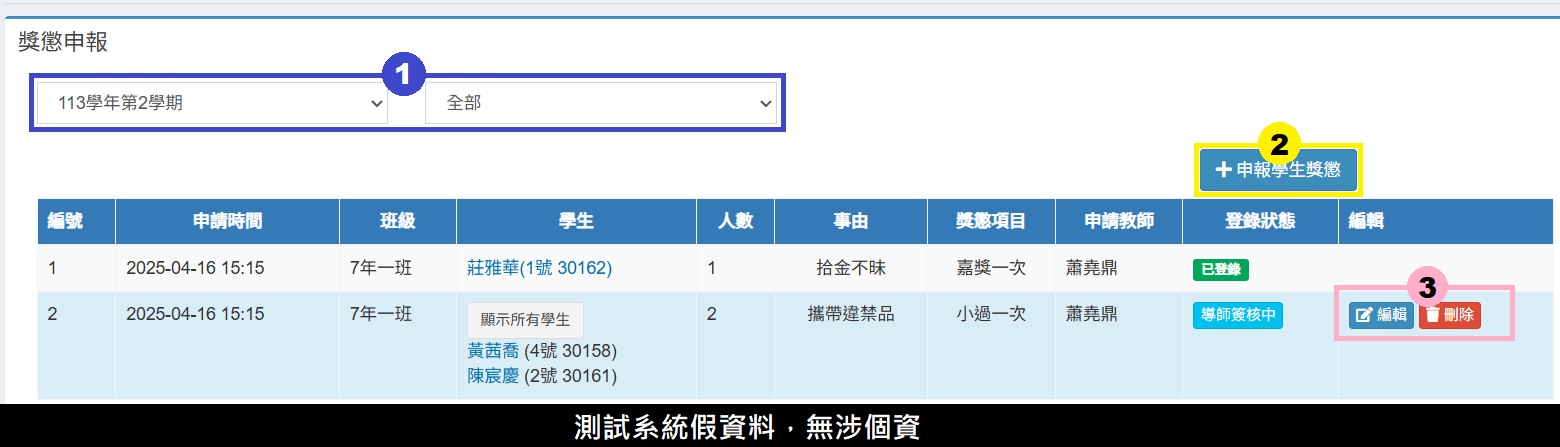 獎懲申報
1
113學年第2學期 全部
2
申報學生獎懲
編號 申請時間 班級 學生 人數 事由 獎懲項目 申請教師 登錄狀態 編輯
1 2025-04-16 15:15 7年一班 莊雅華(1號 30162) 1 拾金不昧 嘉獎一次 蕭堯鼎 已登錄
3
2 2025-04-16 15:15 7年一班 顯示所有學生 2 攜帶違禁品 小過一次 蕭堯鼎 導師簽核中 編輯 刪除
黃茜喬 (4號 30158)
陳宸慶 (2號 30161)
測試系統假資料，無涉個資